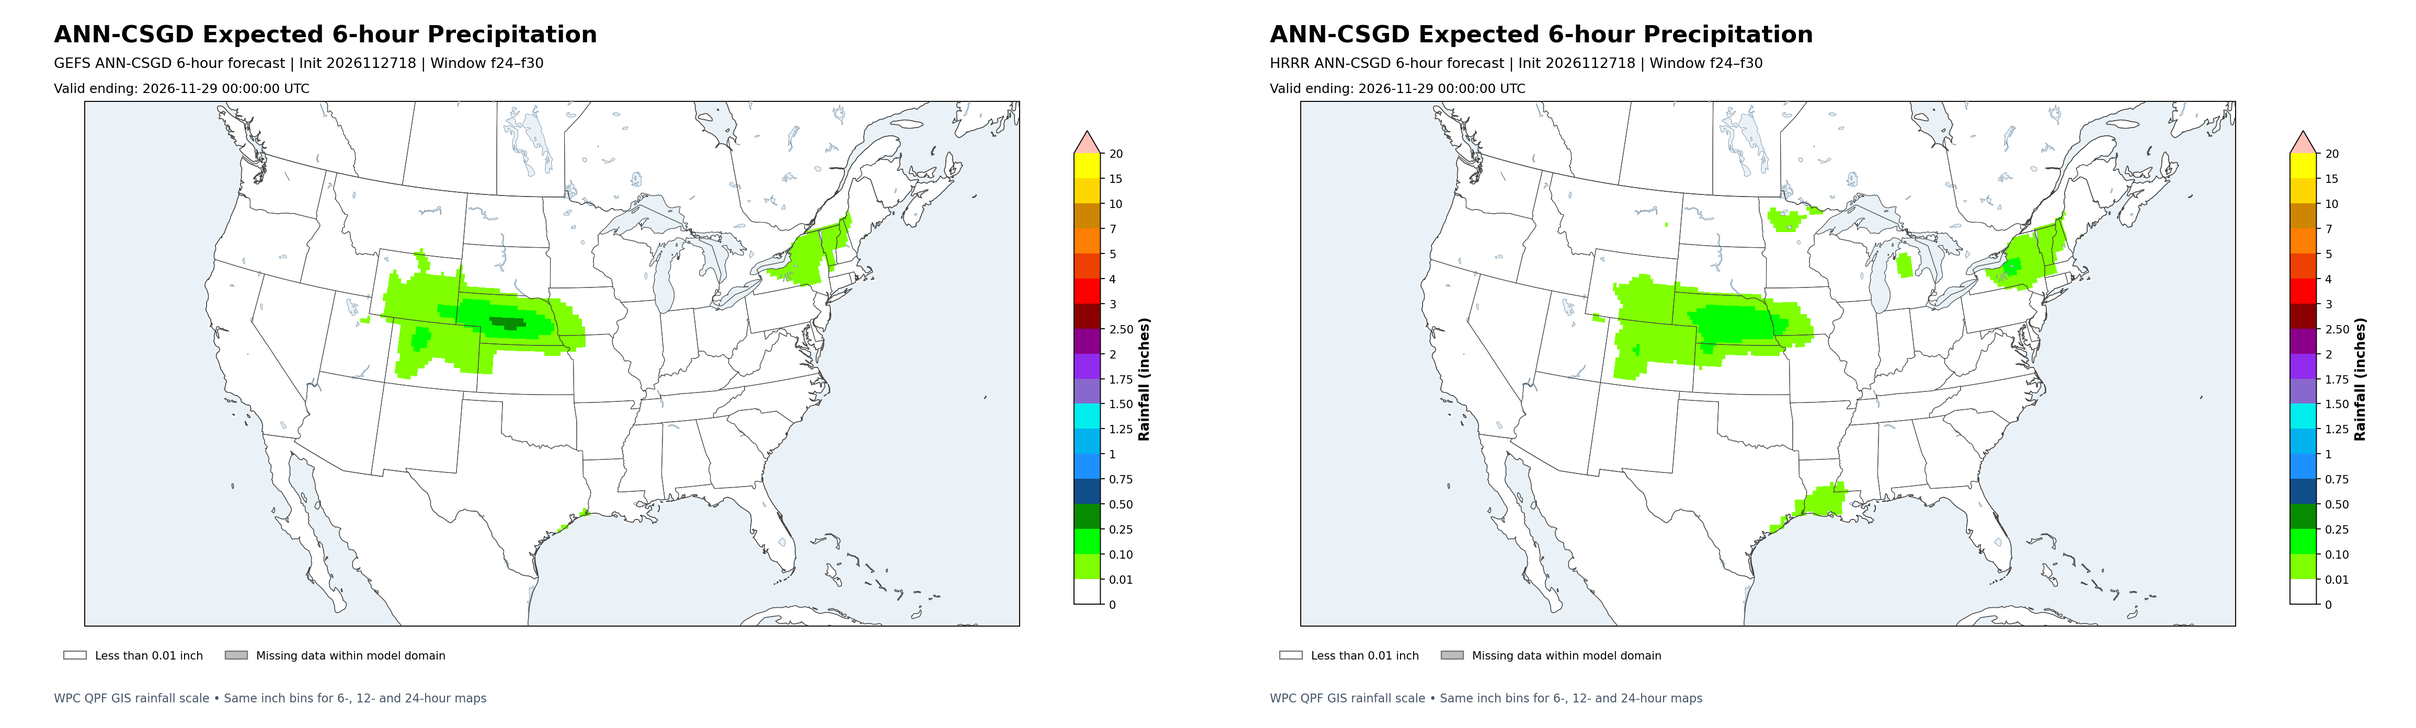 ANN-CSGD Expected 6-hour Precipitation
GEFS ANN-CSGD 6-hour forecast | Init 2026112718 | Window f24–f30
Valid ending: 2026-11-29 00:00:00 UTC
20
15
10
7
5
4
3
2.50
2
1.75
1.50
1.25
1
0.75
0.50
0.25
0.10
0.01
0
Rainfall (inches)
Less than 0.01 inch
Missing data within model domain
WPC QPF GIS rainfall scale • Same inch bins for 6-, 12- and 24-hour maps
ANN-CSGD Expected 6-hour Precipitation
HRRR ANN-CSGD 6-hour forecast | Init 2026112718 | Window f24–f30
Valid ending: 2026-11-29 00:00:00 UTC
20
15
10
7
5
4
3
2.50
2
1.75
1.50
1.25
1
0.75
0.50
0.25
0.10
0.01
0
Rainfall (inches)
Less than 0.01 inch
Missing data within model domain
WPC QPF GIS rainfall scale • Same inch bins for 6-, 12- and 24-hour maps